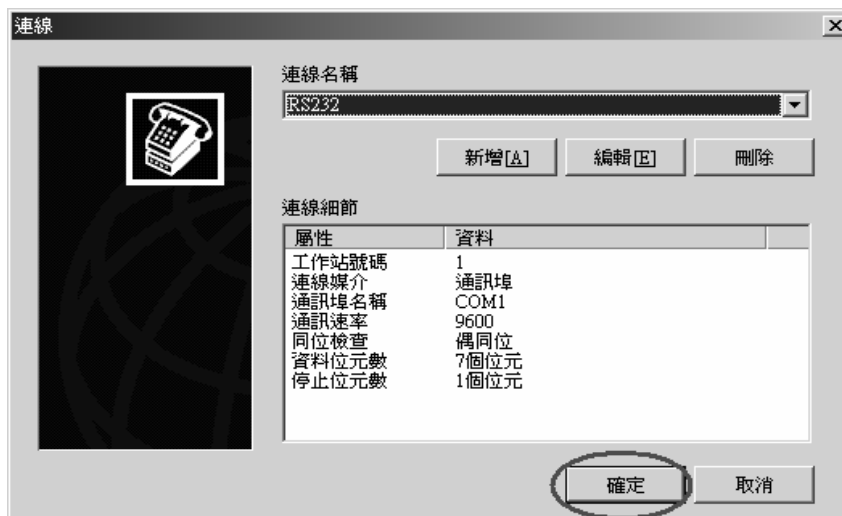 連線
連線名稱
RS232
新增[A] 編輯[E] 刪除
連線細節
屬性 資料
工作站號碼 1
連線媒介 通訊埠
通訊埠名稱 COM1
通訊速率 9600
同位檢查 偶同位
資料位元數 7個位元
停止位元數 1個位元
確定 取消